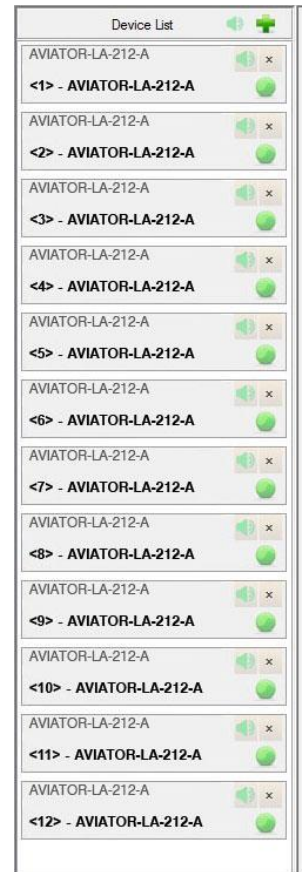 Device List
AVIATOR-LA-212-A
<1> - AVIATOR-LA-212-A
AVIATOR-LA-212-A
<2> - AVIATOR-LA-212-A
AVIATOR-LA-212-A
<3> - AVIATOR-LA-212-A
AVIATOR-LA-212-A
<4> - AVIATOR-LA-212-A
AVIATOR-LA-212-A
<5> - AVIATOR-LA-212-A
AVIATOR-LA-212-A
<6> - AVIATOR-LA-212-A
AVIATOR-LA-212-A
<7> - AVIATOR-LA-212-A
AVIATOR-LA-212-A
<8> - AVIATOR-LA-212-A
AVIATOR-LA-212-A
<9> - AVIATOR-LA-212-A
AVIATOR-LA-212-A
<10> - AVIATOR-LA-212-A
AVIATOR-LA-212-A
<11> - AVIATOR-LA-212-A
AVIATOR-LA-212-A
<12> - AVIATOR-LA-212-A